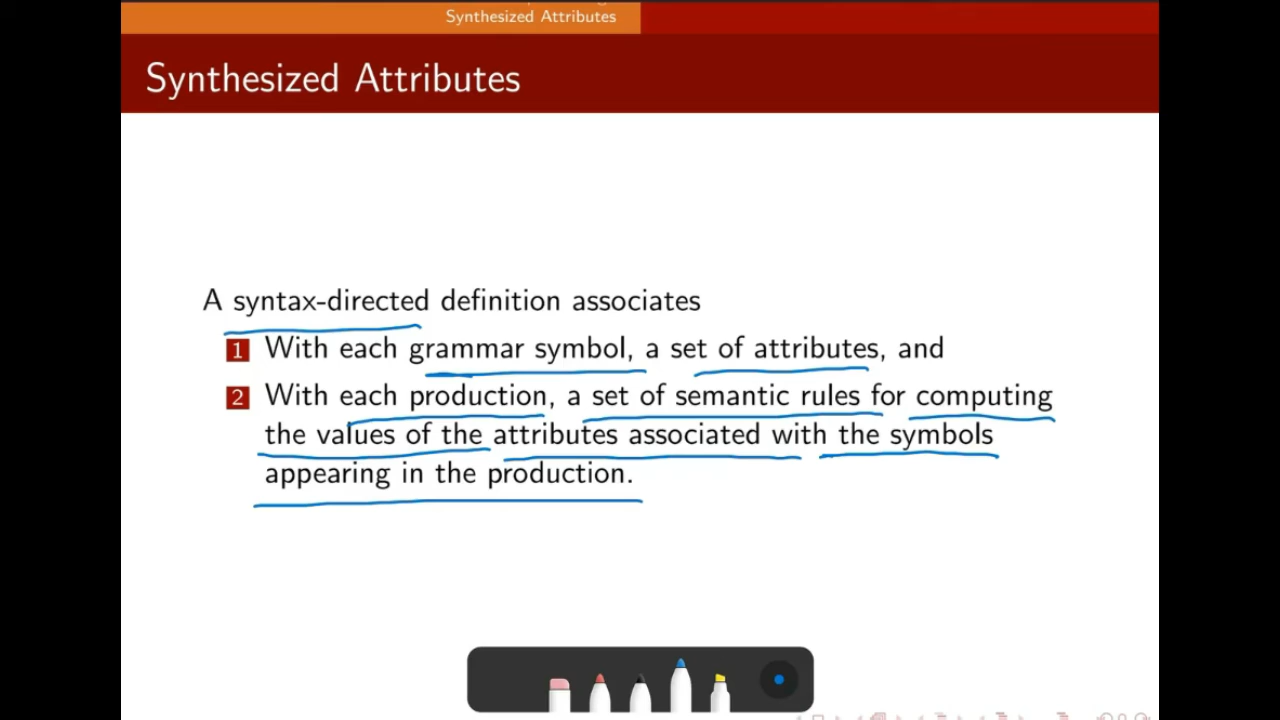 Synthesized Attributes
Synthesized Attributes
A syntax-directed definition associates
1 With each grammar symbol, a set of attributes, and
2 With each production, a set of semantic rules for computing
the values of the attributes associated with the symbols
appearing in the production.